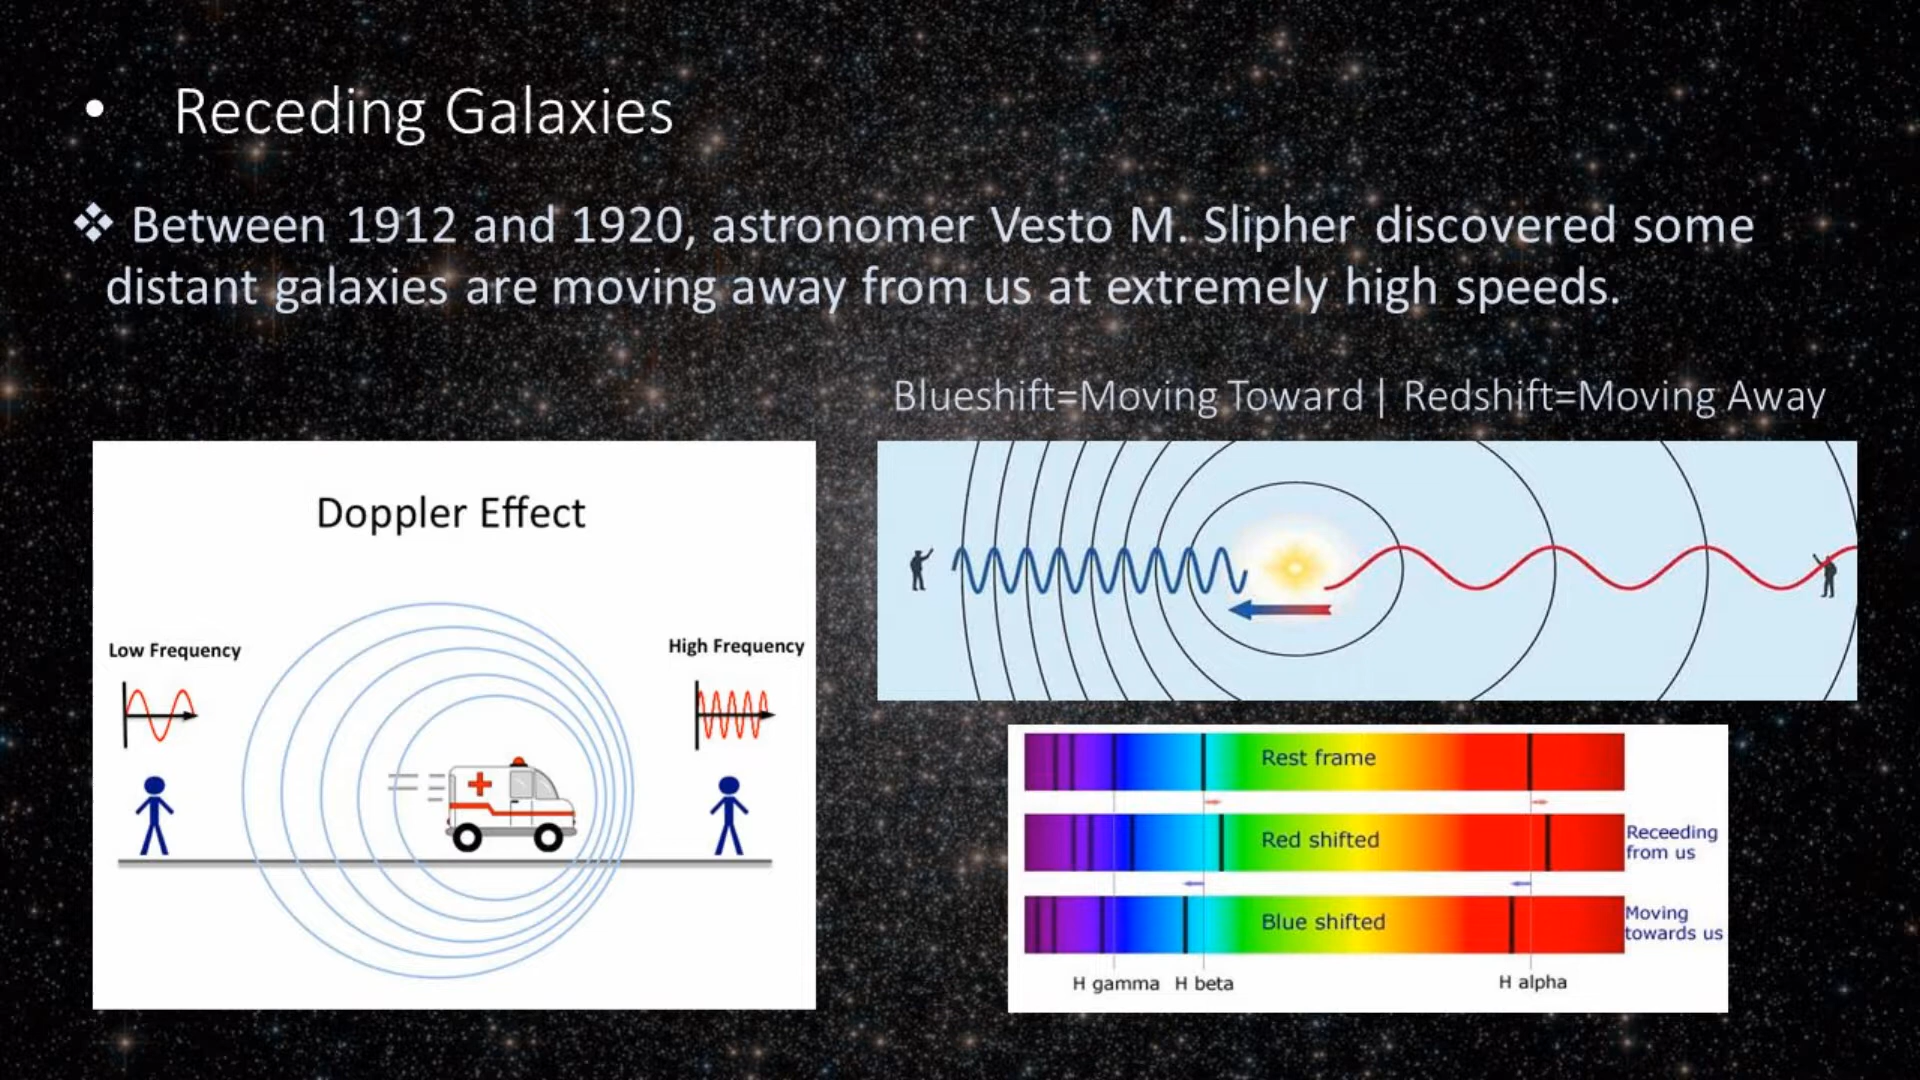 • Receding Galaxies
❖ Between 1912 and 1920, astronomer Vesto M. Slipher discovered some
distant galaxies are moving away from us at extremely high speeds.
Blueshift=Moving Toward | Redshift=Moving Away
Doppler Effect
Low Frequency
High Frequency
Rest frame
Red shifted
Receeding
from us
Blue shifted
Moving
towards us
H gamma
H beta
H alpha